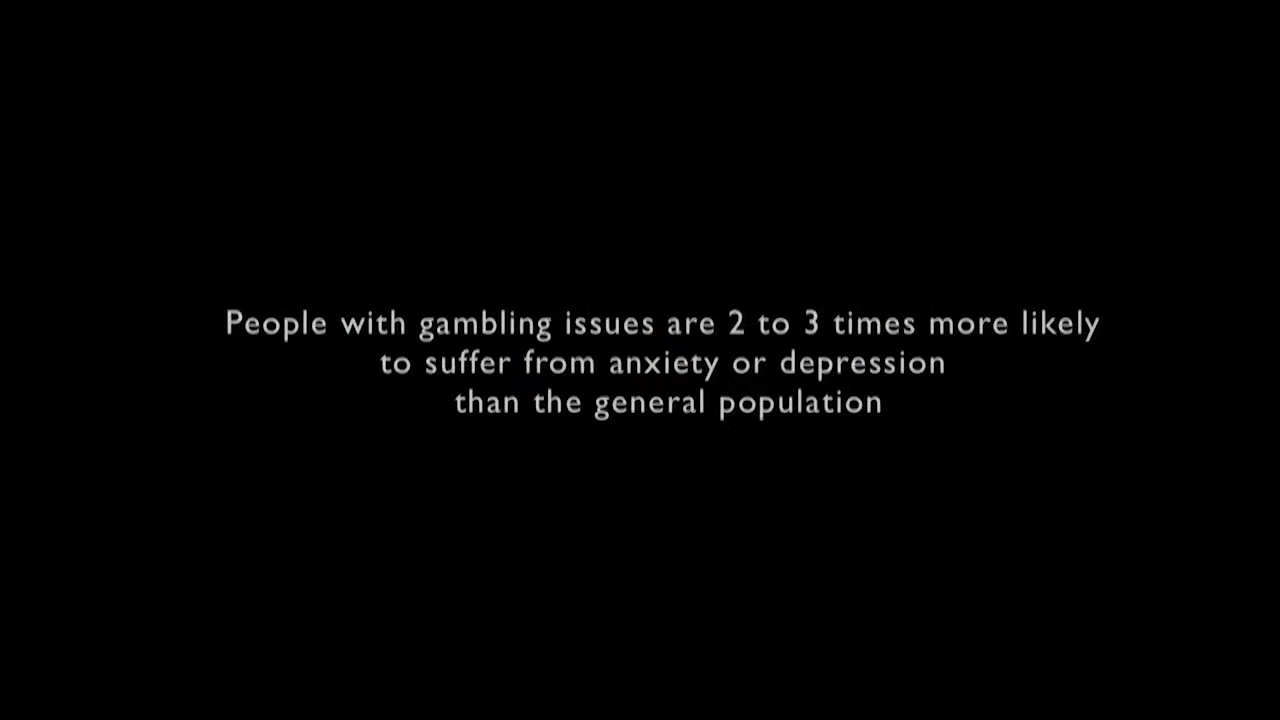 People with gambling issues are 2 to 3 times more likely
to suffer from anxiety or depression
than the general population